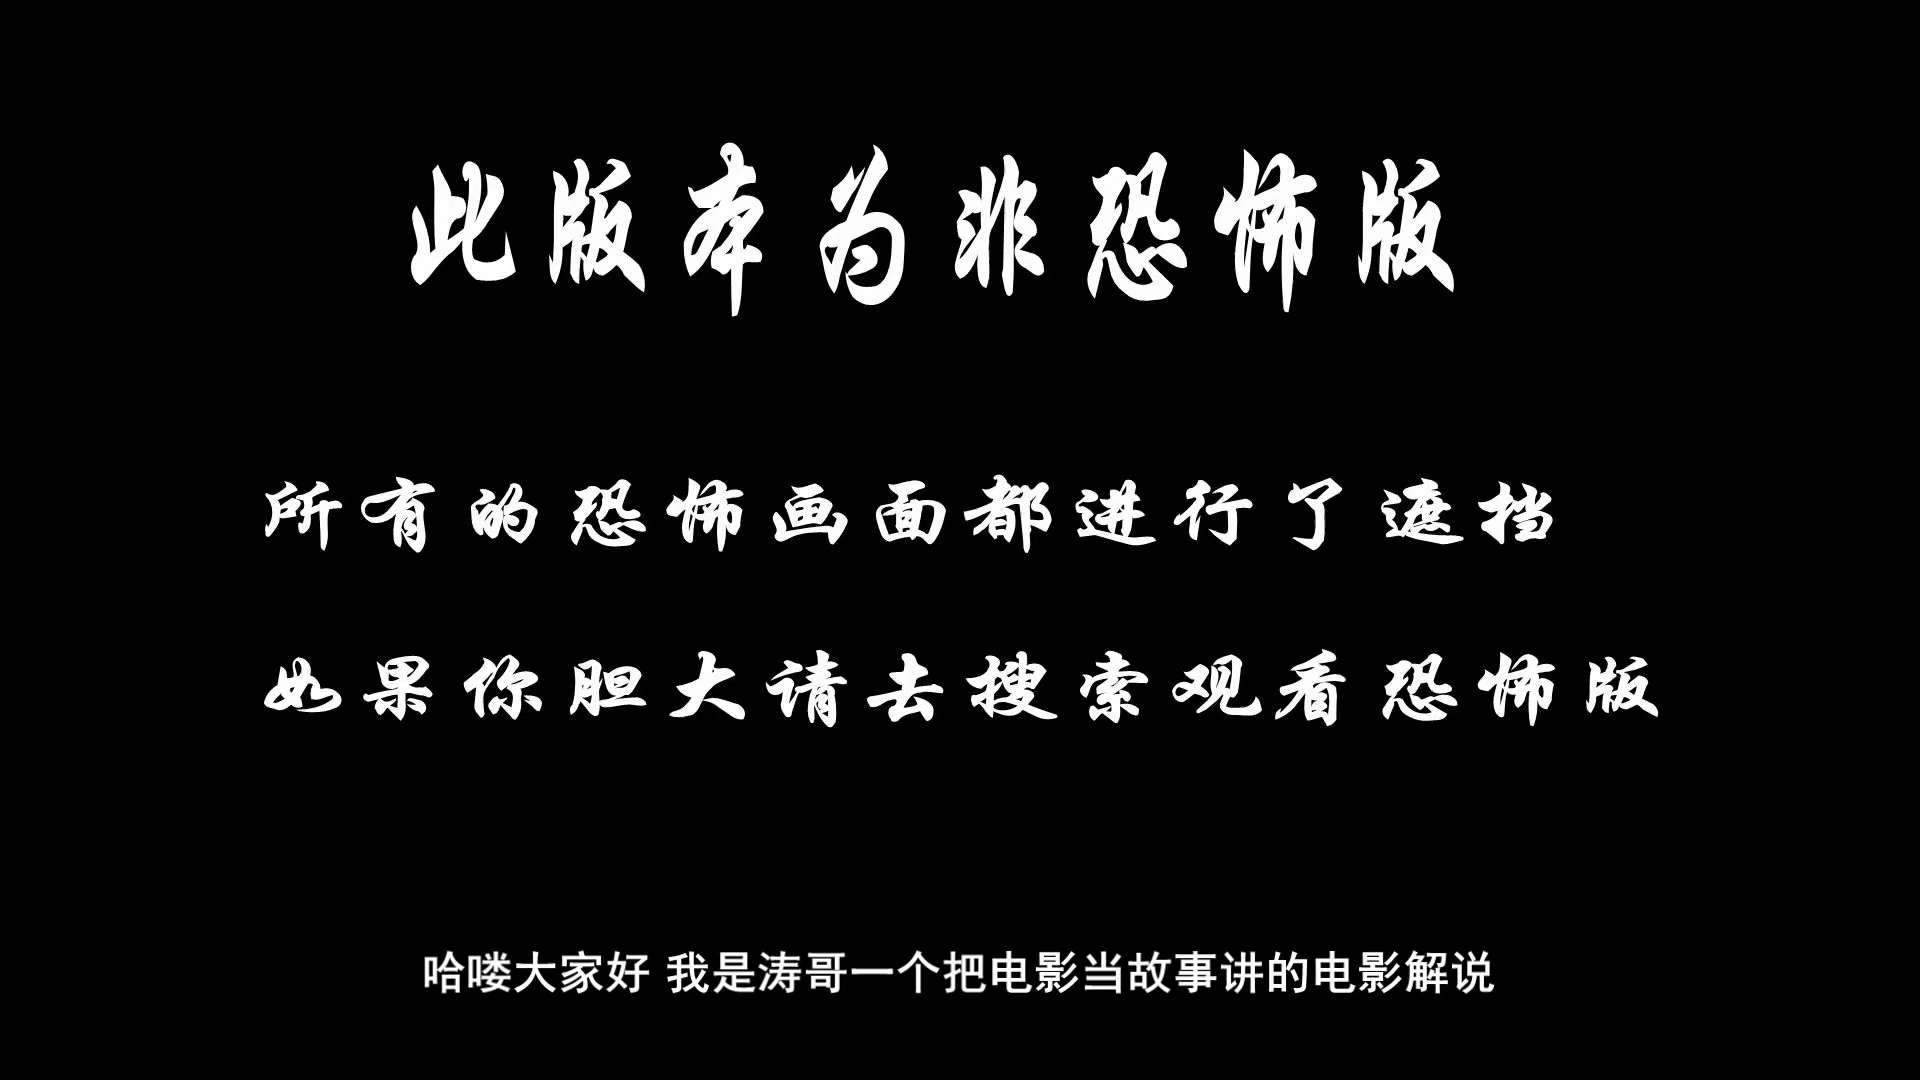 此版本为非恐怖版
所有的恐怖画面都进行了遮挡
如果你胆大请去搜索观看恐怖版
哈喽大家好 我是涛哥一个把电影当故事讲的电影解说